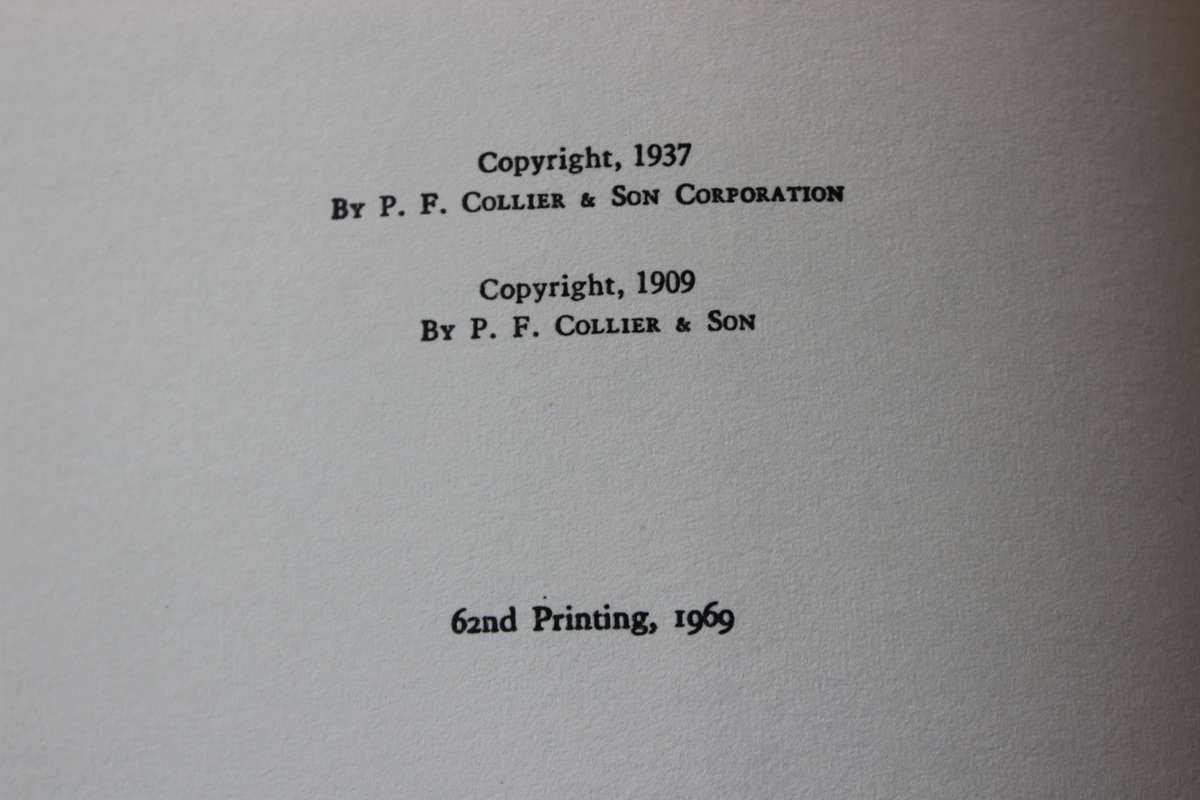 Copyright, 1937
By P. F. Collier & Son Corporation
Copyright, 1909
By P. F. Collier & Son
62nd Printing, 1969